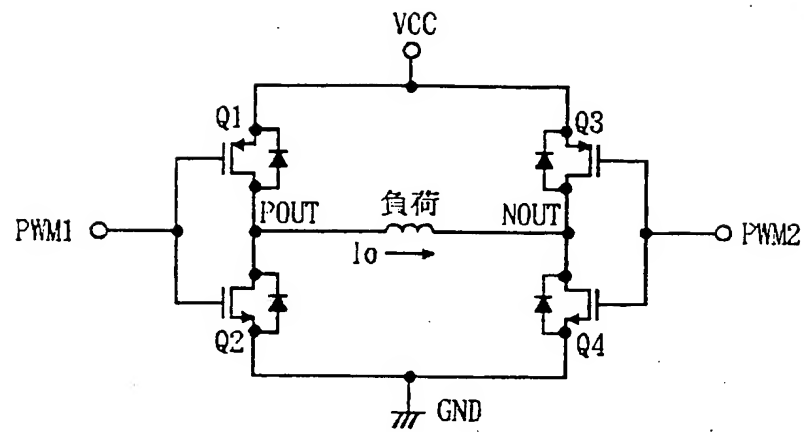 VCC
Q1
Q3
POUT
負荷
NOUT
PWM1
Io
PWM2
Q2
Q4
GND